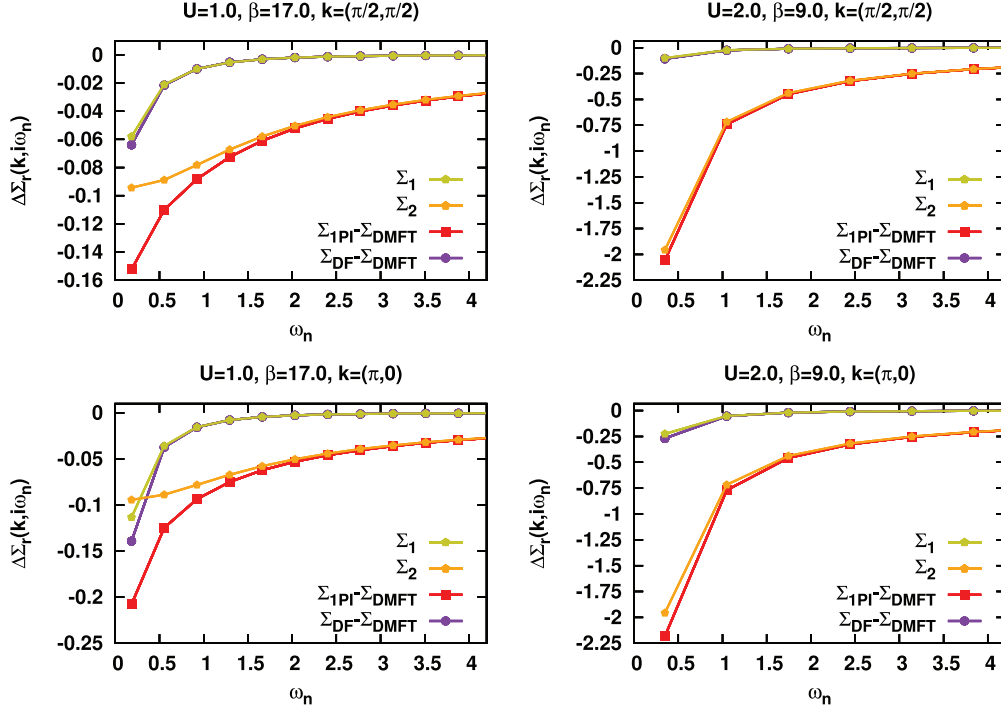 U=1.0, β=17.0, k=(π/2,π/2)
ΔΣr(k,iωn)
0
-0.02
-0.04
-0.06
-0.08
-0.1
-0.12
-0.14
-0.16
Σ1
Σ2
Σ1PI-ΣDMFT
ΣDF-ΣDMFT
0 0.5 1 1.5 2 2.5 3 3.5 4
ωn
U=2.0, β=9.0, k=(π/2,π/2)
ΔΣr(k,iωn)
0
-0.25
-0.5
-0.75
-1
-1.25
-1.5
-1.75
-2
-2.25
Σ1
Σ2
Σ1PI-ΣDMFT
ΣDF-ΣDMFT
0 0.5 1 1.5 2 2.5 3 3.5 4
ωn
U=1.0, β=17.0, k=(π,0)
ΔΣr(k,iωn)
0
-0.05
-0.1
-0.15
-0.2
-0.25
Σ1
Σ2
Σ1PI-ΣDMFT
ΣDF-ΣDMFT
0 0.5 1 1.5 2 2.5 3 3.5 4
ωn
U=2.0, β=9.0, k=(π,0)
ΔΣr(k,iωn)
0
-0.25
-0.5
-0.75
-1
-1.25
-1.5
-1.75
-2
-2.25
Σ1
Σ2
Σ1PI-ΣDMFT
ΣDF-ΣDMFT
0 0.5 1 1.5 2 2.5 3 3.5 4
ωn